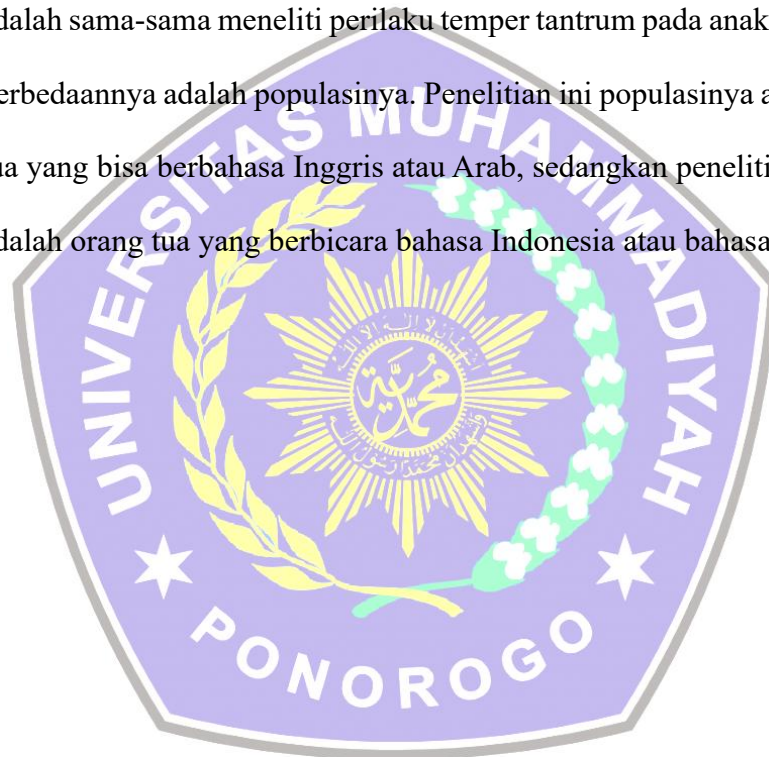 dalah sama-sama meneliti perilaku temper tantrum pada anak
erbedaannya adalah populasinya. Penelitian ini populasinya a
ua yang bisa berbahasa Inggris atau Arab, sedangkan peneliti
dalah orang tua yang berbicara bahasa Indonesia atau bahasa
UNIVERSITAS MUHAMMADIYAH
محمدية
PONOROGO